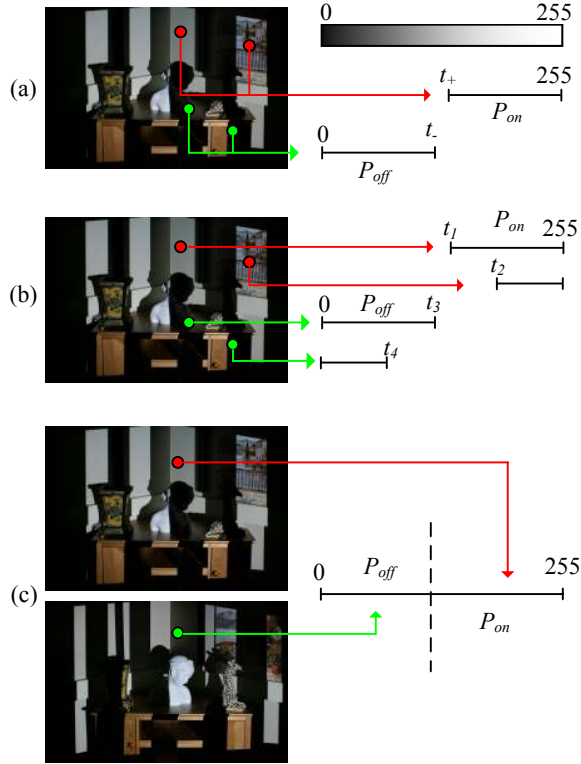 0 255
(a)
t+ 255
Pon
0 t-
Poff
(b)
t1 Pon 255
t2
0 Poff t3
t4
(c)
0 Poff 255
Pon